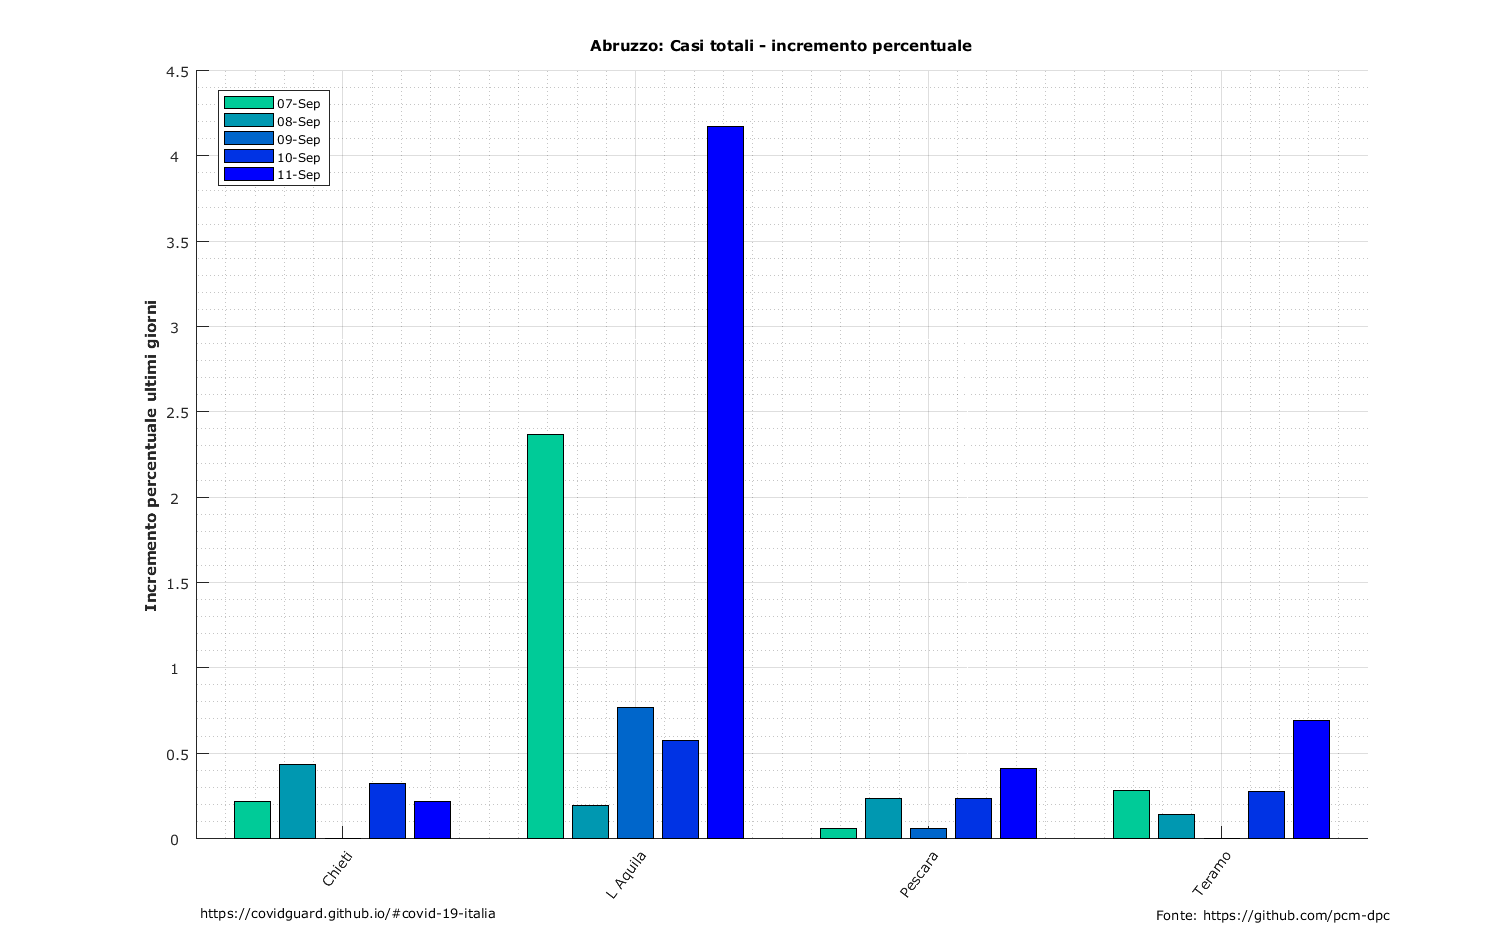 Abruzzo: Casi totali - incremento percentuale
4.5
4
3.5
3
2.5
2
1.5
1
0.5
0
Incremento percentuale ultimi giorni
07-Sep
08-Sep
09-Sep
10-Sep
11-Sep
Chieti
L Aquila
Pescara
Teramo
https://covidguard.github.io/#covid-19-italia
Fonte: https://github.com/pcm-dpc